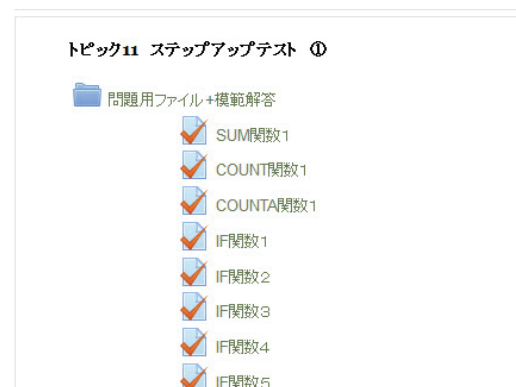 トピック11 ステップアップテスト ①
問題用ファイル+模範解答
SUM関数1
COUNT関数1
COUNTA関数1
IF関数1
IF関数2
IF関数3
IF関数4
IF関数5